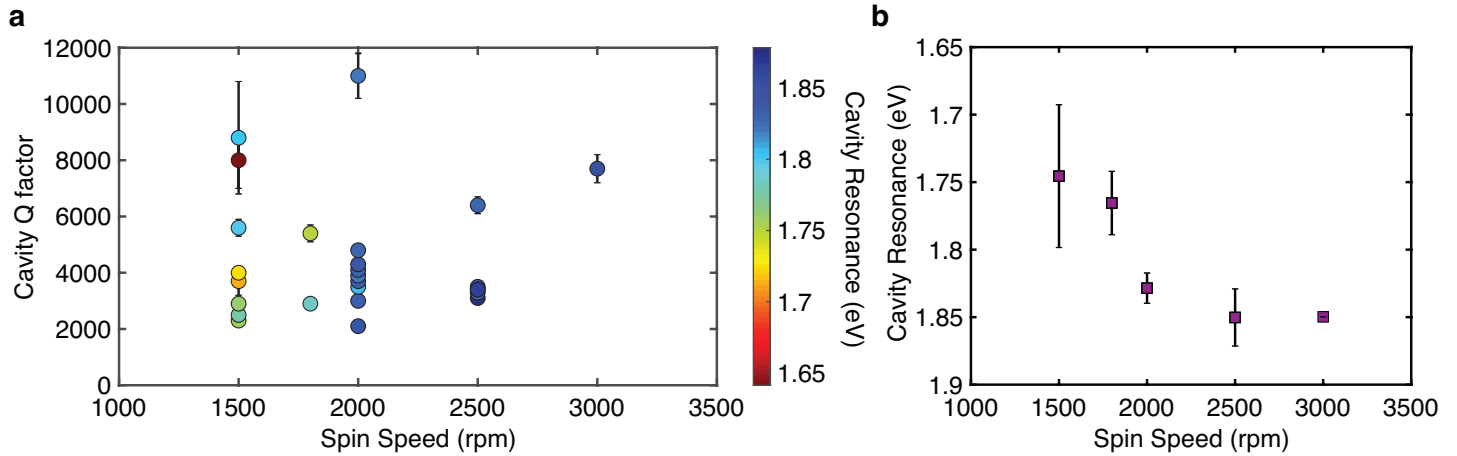 a
12000
10000
8000
6000
4000
2000
0
Cavity Q factor
1000 1500 2000 2500 3000 3500
Spin Speed (rpm)
1.85
1.8
1.75
1.7
1.65
Cavity Resonance (eV)
b
1.65
1.7
1.75
1.8
1.85
1.9
Cavity Resonance (eV)
1000 1500 2000 2500 3000 3500
Spin Speed (rpm)